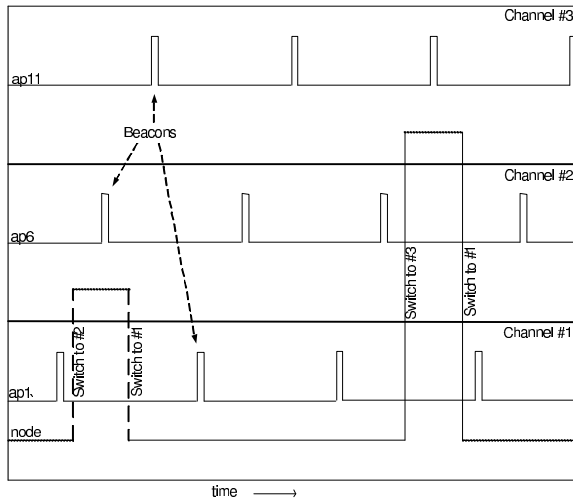 Channel #3
ap11
Beacons
Channel #2
ap6
Switch to #3
Switch to #1
Channel #1
Switch to #2
Switch to #1
ap1
node
time